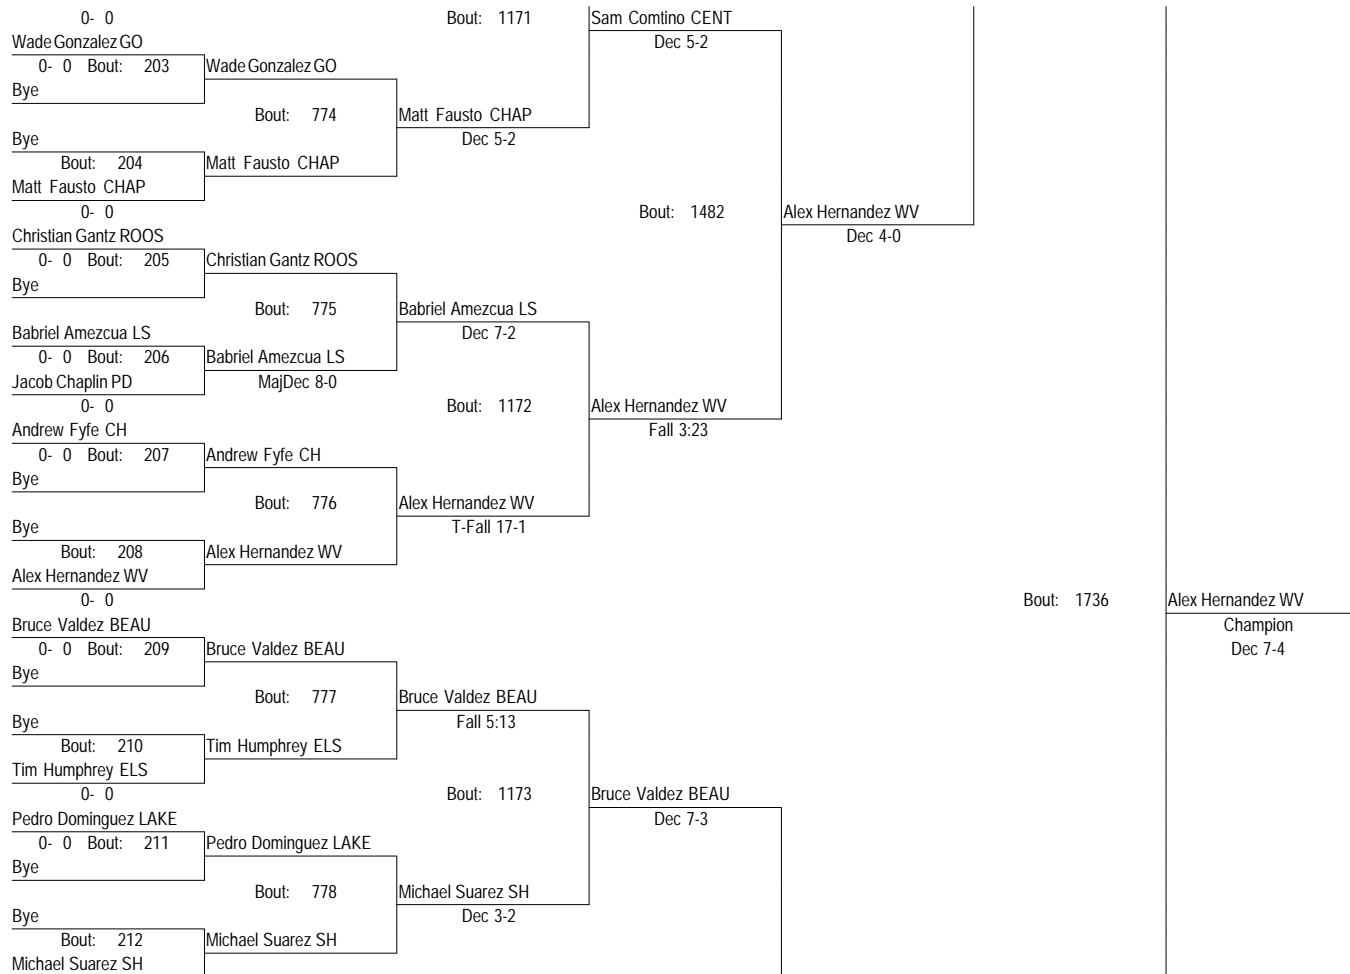 0- 0 Bout: 1171 Sam Comtino CENT
Wade Gonzalez GO Dec 5-2
0- 0 Bout: 203 Wade Gonzalez GO
Bye
Bout: 774 Matt Fausto CHAP
Bye Dec 5-2
Bout: 204 Matt Fausto CHAP
Matt Fausto CHAP
0- 0 Bout: 1482 Alex Hernandez WV
Christian Gantz ROOS Dec 4-0
0- 0 Bout: 205 Christian Gantz ROOS
Bye
Bout: 775 Babriel Amezcua LS
Babriel Amezcua LS Dec 7-2
0- 0 Bout: 206 Babriel Amezcua LS
Jacob Chaplin PD MajDec 8-0
0- 0 Bout: 1172 Alex Hernandez WV
Andrew Fyfe CH Fall 3:23
0- 0 Bout: 207 Andrew Fyfe CH
Bye
Bout: 776 Alex Hernandez WV
Bye T-Fall 17-1
Bout: 208 Alex Hernandez WV
Alex Hernandez WV
0- 0 Bout: 1736 Alex Hernandez WV
Bruce Valdez BEAU Champion
0- 0 Bout: 209 Bruce Valdez BEAU Dec 7-4
Bye
Bout: 777 Bruce Valdez BEAU
Bye Fall 5:13
Bout: 210 Tim Humphrey ELS
Tim Humphrey ELS
0- 0 Bout: 1173 Bruce Valdez BEAU
Pedro Dominguez LAKE Dec 7-3
0- 0 Bout: 211 Pedro Dominguez LAKE
Bye
Bout: 778 Michael Suarez SH
Bye Dec 3-2
Bout: 212 Michael Suarez SH
Michael Suarez SH